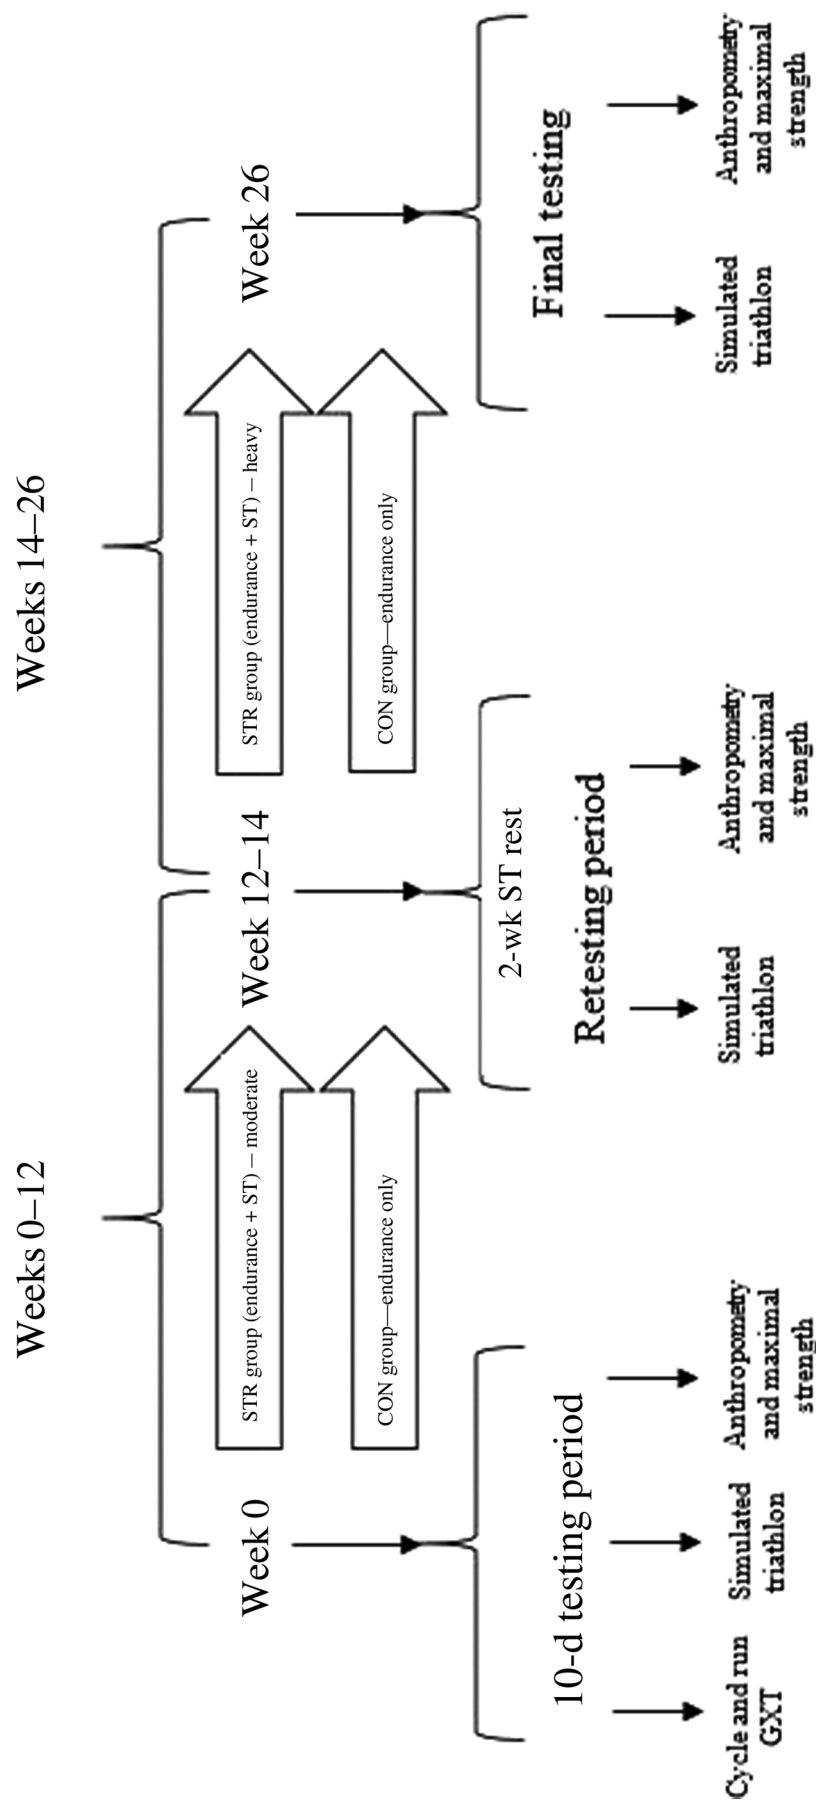 Weeks 0–12
Weeks 14–26
Week 0
STR group (endurance + ST) – moderate
CON group—endurance only
Week 12–14
STR group (endurance + ST) – heavy
CON group—endurance only
Week 26
10-d testing period
Cycle and run
GXT
Simulated
triathlon
Anthropometry
and maximal
strength
2-wk ST rest
Retesting period
Simulated
triathlon
Anthropometry
and maximal
strength
Final testing
Simulated
triathlon
Anthropometry
and maximal
strength